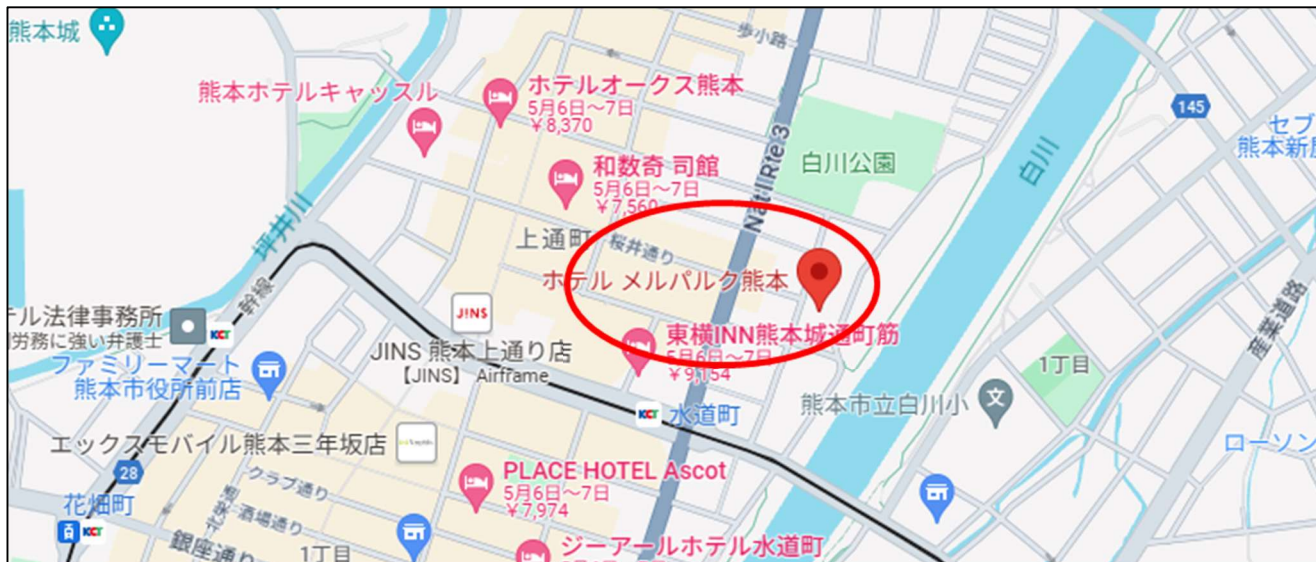 熊本城
歩小路
熊本ホテルキャッスル
ホテルオークス熊本
5月6日～7日
￥8,370
145
セブ
熊本新屋
Nat'l Rte 3
白川公園
白川
和数奇 司館
5月6日～7日
￥7,560
坪井川
上通町
桜井通り
ホテル メルパルク熊本
幹線
テル法律事務所
労務に強い弁護士
KCT
JINS
JINS 熊本上通り店
【JINS】 Airframe
東横INN熊本城通町筋
5月6日～7日
￥9,154
産業道路
1丁目
ファミリーマート
熊本市役所前店
KCT
水道町
熊本市立白川小
文
エックスモバイル熊本三年坂店
ローソン
28
クラブ通り
PLACE HOTEL Ascot
5月6日～7日
￥7,974
花畑町
KCT
酒場通り
銀座通り
1丁目
ジーアールホテル水道町